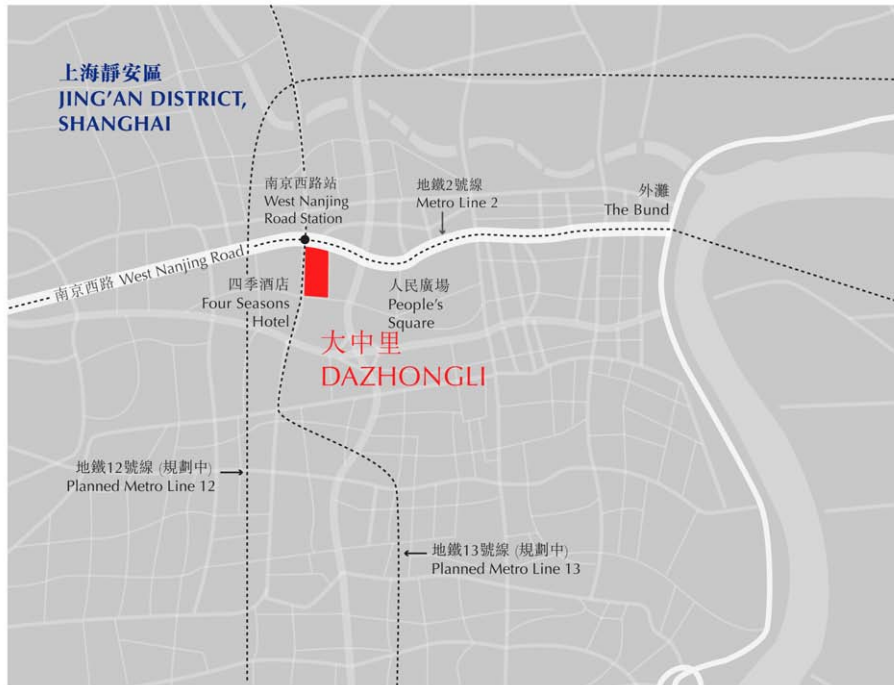 上海靜安區
JING'AN DISTRICT,
SHANGHAI
南京西路站
West Nanjing
Road Station
地鐵2號線
Metro Line 2
外灘
The Bund
南京西路 West Nanjing Road
四季酒店
Four Seasons
Hotel
人民廣場
People's
Square
大中里
DAZHONGLI
地鐵12號線 (規劃中)
Planned Metro Line 12
地鐵13號線 (規劃中)
Planned Metro Line 13